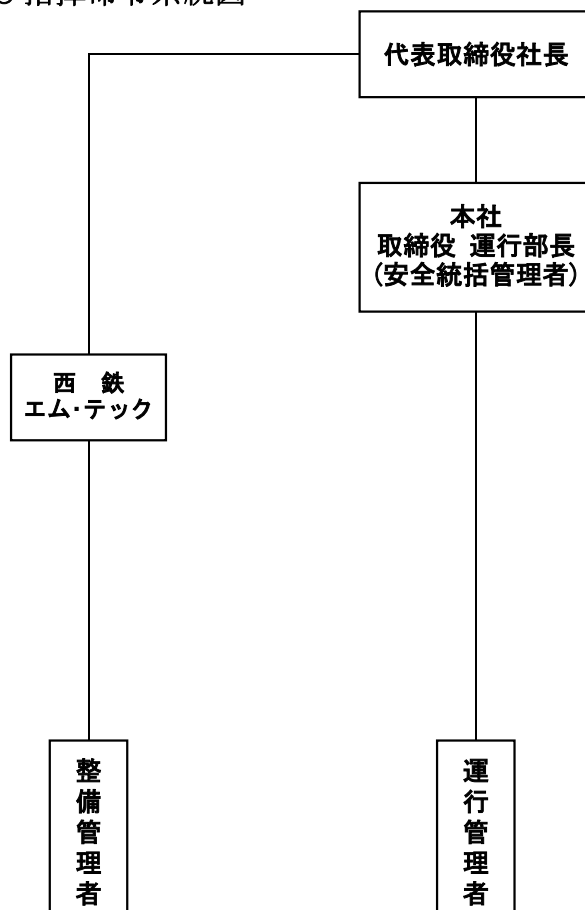 指揮命令系統図
代表取締役社長
本社
取締役 運行部長
(安全統括管理者)
西　鉄
エム・テック
整備管理者
運行管理者